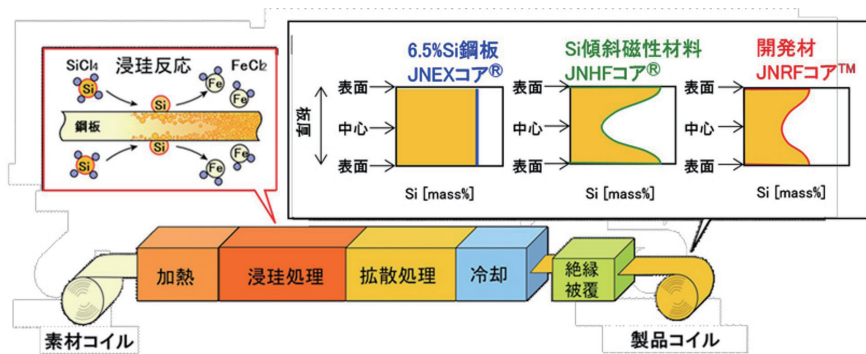 SiCl₄ 浸珪反応 FeCl₂
Si
Fe
Fe
Si
鋼板
Si
Si
Fe
Fe
6.5%Si鋼板
JNEXコア®
Si傾斜磁性材料
JNHFコア®
開発材
JNRFコア™
表面
板厚
中心
表面
Si [mass%]
表面
中心
表面
Si [mass%]
表面
中心
表面
Si [mass%]
加熱
浸珪処理
拡散処理
冷却
絶縁
被覆
素材コイル
製品コイル